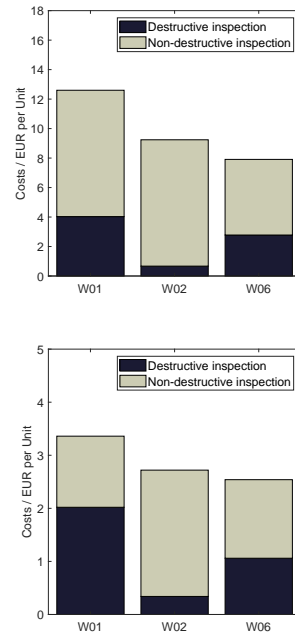 18
16
14
12
10
8
6
4
2
0
Costs / EUR per Unit
Destructive inspection
Non-destructive inspection
W01 W02 W06
5
4
3
2
1
0
Costs / EUR per Unit
Destructive inspection
Non-destructive inspection
W01 W02 W06